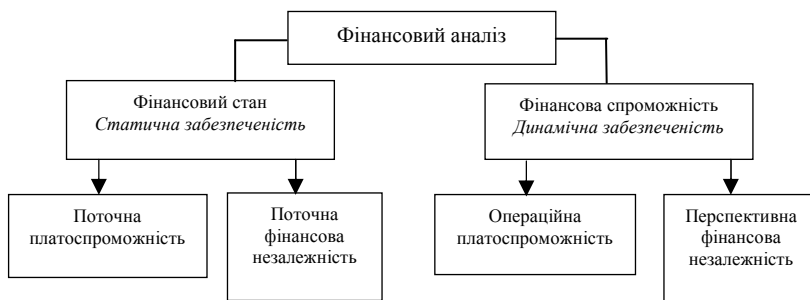 Фінансовий аналіз
Фінансовий стан
Статична забезпеченість
Фінансова спроможність
Динамічна забезпеченість
Поточна
платоспроможність
Поточна
фінансова
незалежність
Операційна
платоспроможність
Перспективна
фінансова
незалежність